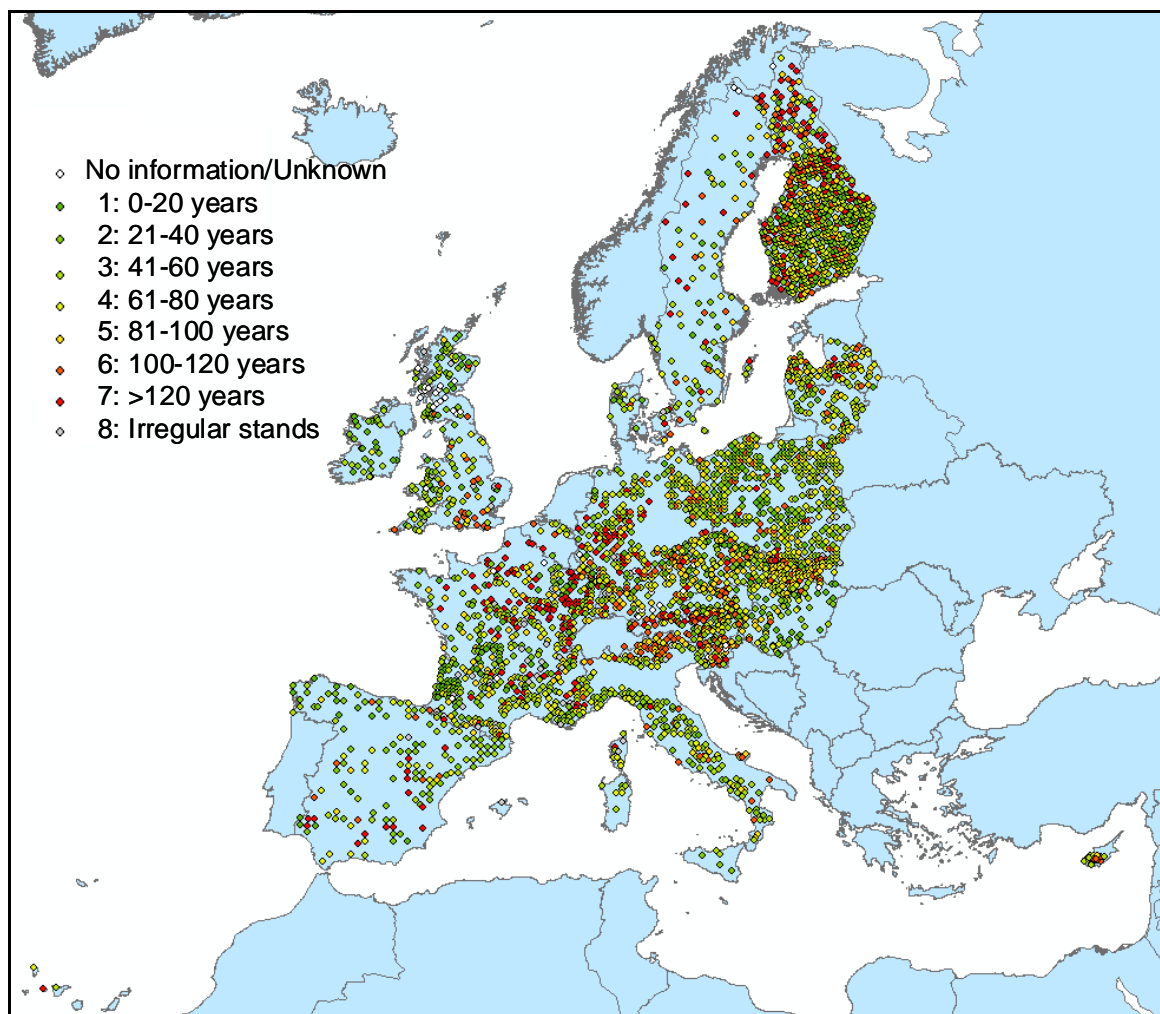 No information/Unknown
1: 0-20 years
2: 21-40 years
3: 41-60 years
4: 61-80 years
5: 81-100 years
6: 100-120 years
7: >120 years
8: Irregular stands